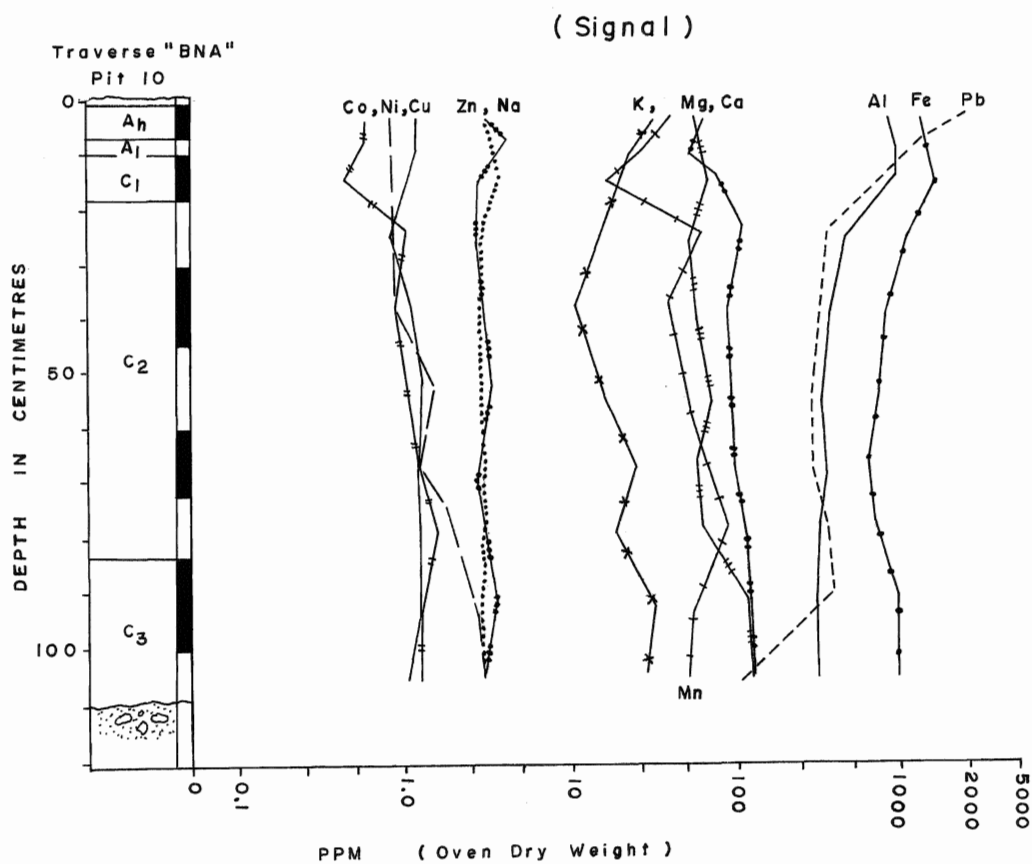 ( Signal )
Traverse "BNA"
Pit 10
Co, Ni, Cu Zn, Na K, Mg, Ca Al Fe Pb
0
Ah
Al
C1
C2
50
C3
100
Mn
DEPTH IN CENTIMETRES
0 0.1 1.0 10 100 1000 2000 5000
PPM ( Oven Dry Weight )